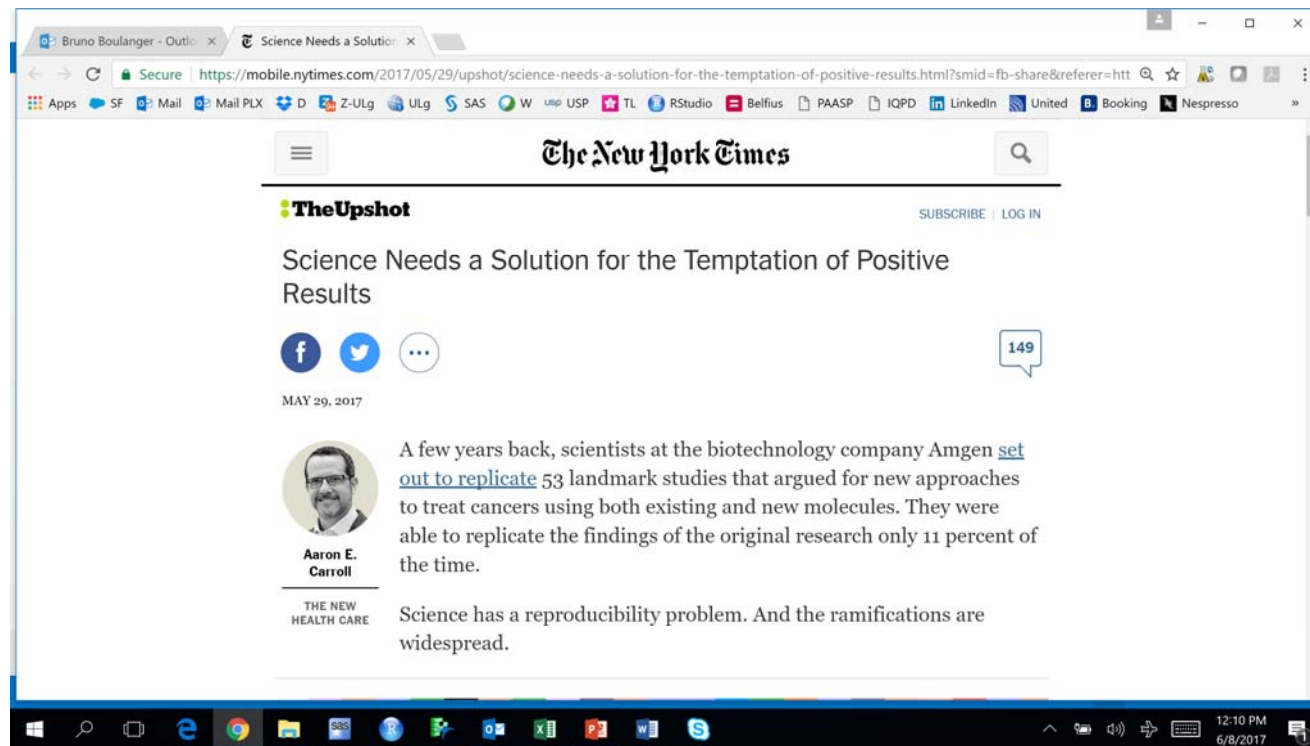 Bruno Boulanger - Outlo
Science Needs a Solution
Secure | https://mobile.nytimes.com/2017/05/29/upshot/science-needs-a-solution-for-the-temptation-of-positive-results.html?smid=fb-share&referer=htt
Apps SF Mail Mail PLX D Z-ULg ULg SAS W USP USP TL RStudio Belfius PAASP IQPD LinkedIn United Booking Nespresso »
The New York Times
TheUpshot
SUBSCRIBE | LOG IN
Science Needs a Solution for the Temptation of Positive
Results
149
MAY 29, 2017
A few years back, scientists at the biotechnology company Amgen set
out to replicate 53 landmark studies that argued for new approaches
to treat cancers using both existing and new molecules. They were
able to replicate the findings of the original research only 11 percent of
the time.
Aaron E.
Carroll
THE NEW
HEALTH CARE
Science has a reproducibility problem. And the ramifications are
widespread.
12:10 PM
6/8/2017